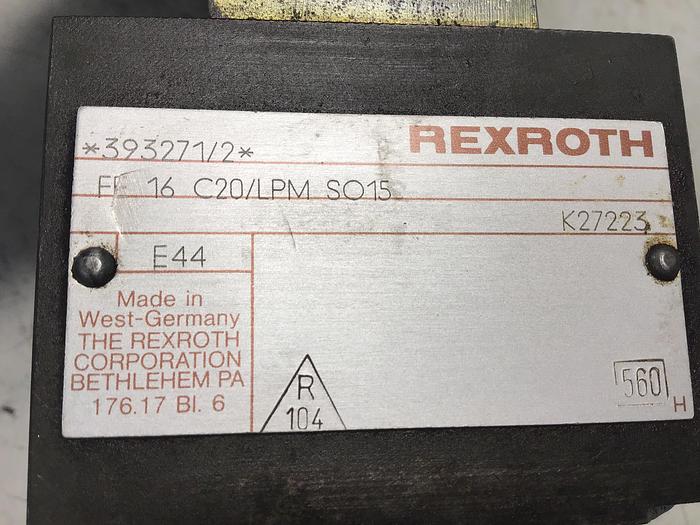 REXROTH
*393271/2*
FE 16 C20/LPM SO15
K27223
E44
Made in
West-Germany
THE REXROTH
CORPORATION
BETHLEHEM PA
176.17 Bl. 6
R
104
560
H